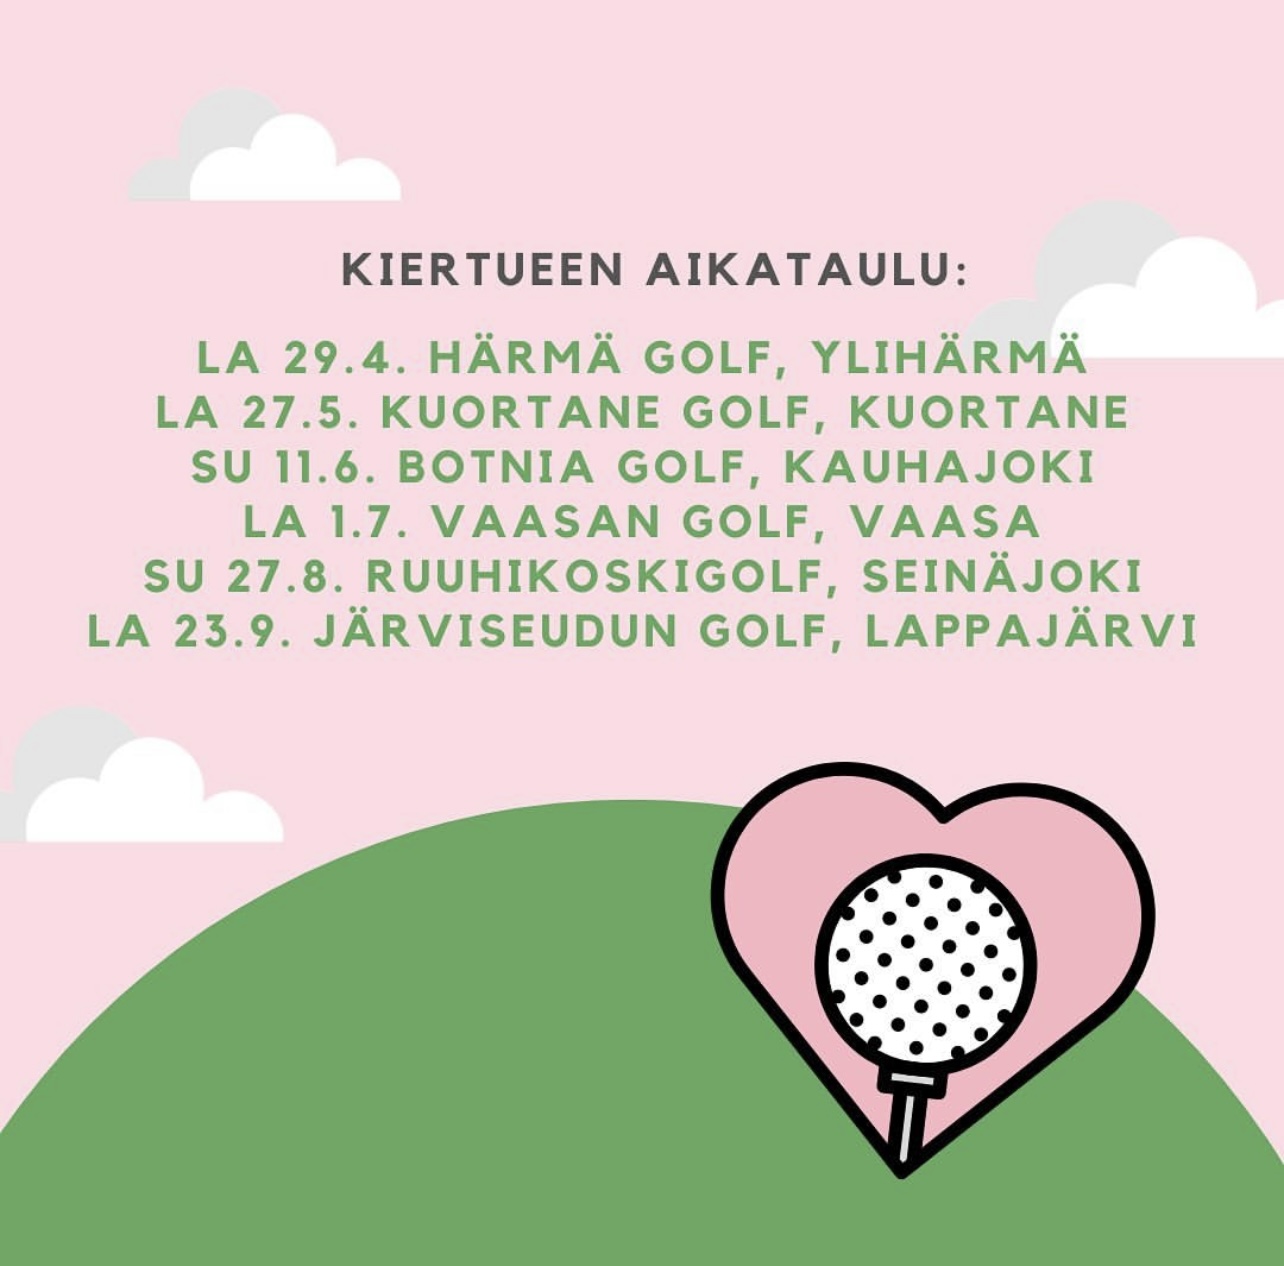 KIERTUEEN AIKATAULU:
LA 29.4. HÄRMÄ GOLF, YLIHÄRMÄ
LA 27.5. KUORTANE GOLF, KUORTANE
SU 11.6. BOTNIA GOLF, KAUHAJOKI
LA 1.7. VAASAN GOLF, VAASA
SU 27.8. RUUHIKOSKIGOLF, SEINÄJOKI
LA 23.9. JÄRVISEUDUN GOLF, LAPPAJÄRVI